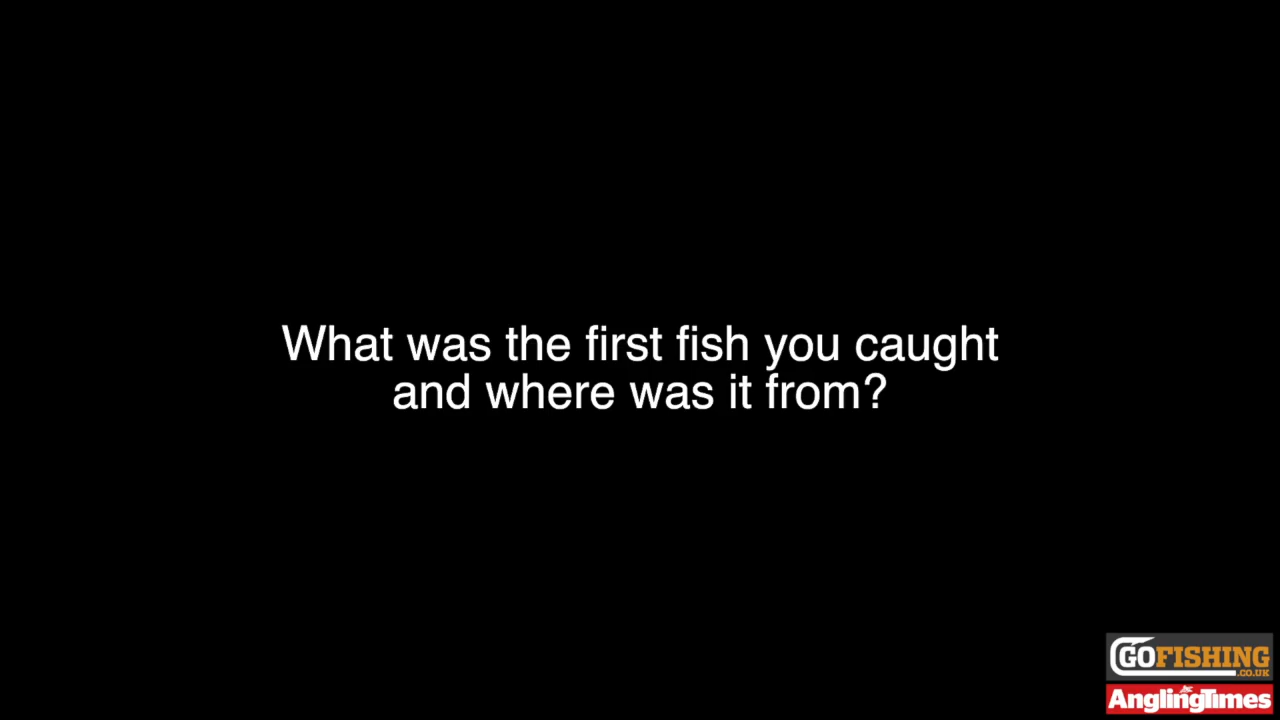 What was the first fish you caught
and where was it from?
GOFISHING
.CO.UK
AnglingTimes